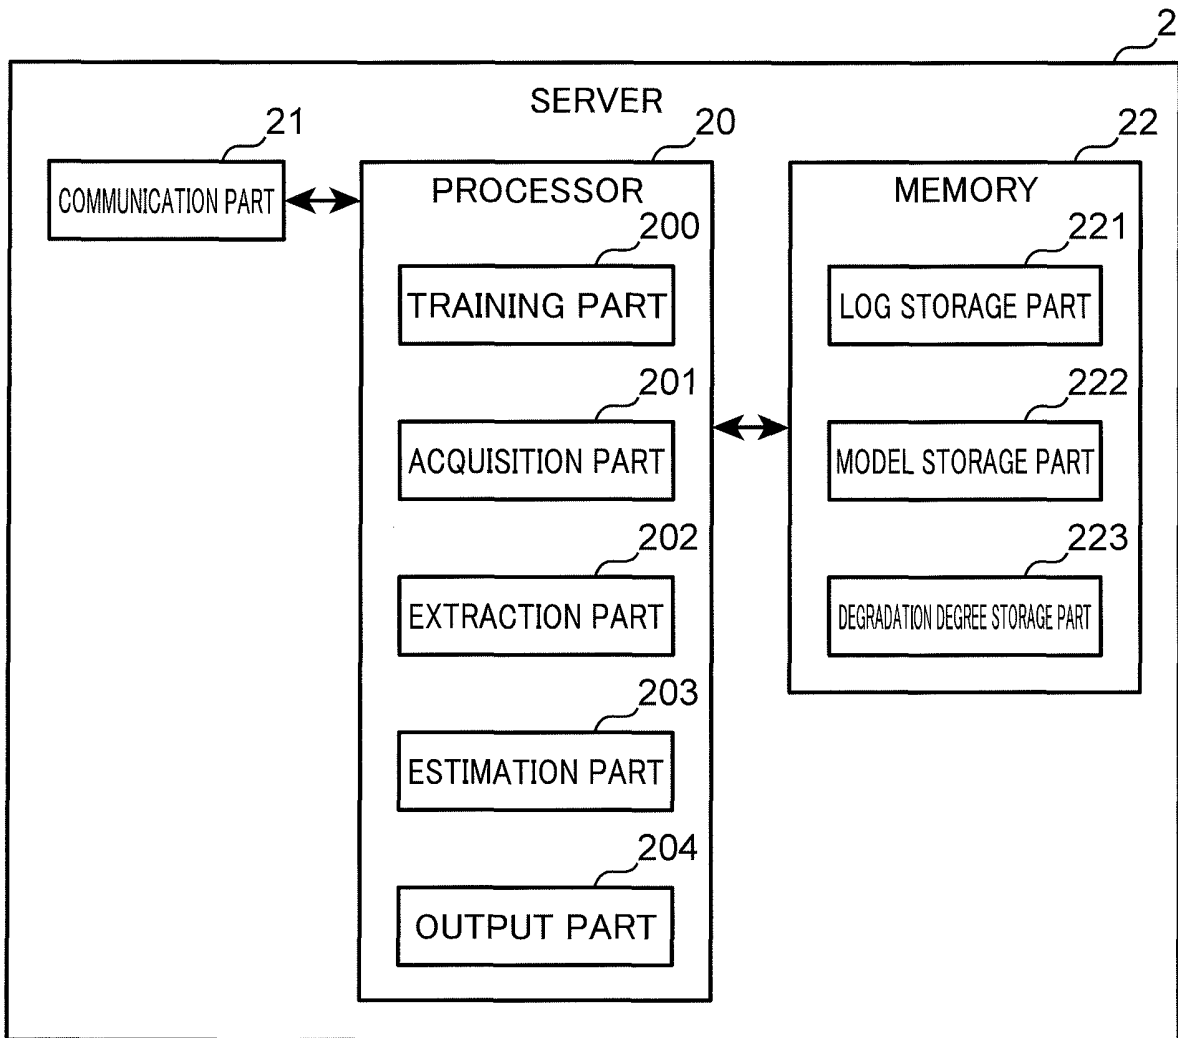 2
SERVER
21
COMMUNICATION PART
20
PROCESSOR
200
TRAINING PART
201
ACQUISITION PART
202
EXTRACTION PART
203
ESTIMATION PART
204
OUTPUT PART
22
MEMORY
221
LOG STORAGE PART
222
MODEL STORAGE PART
223
DEGRADATION DEGREE STORAGE PART